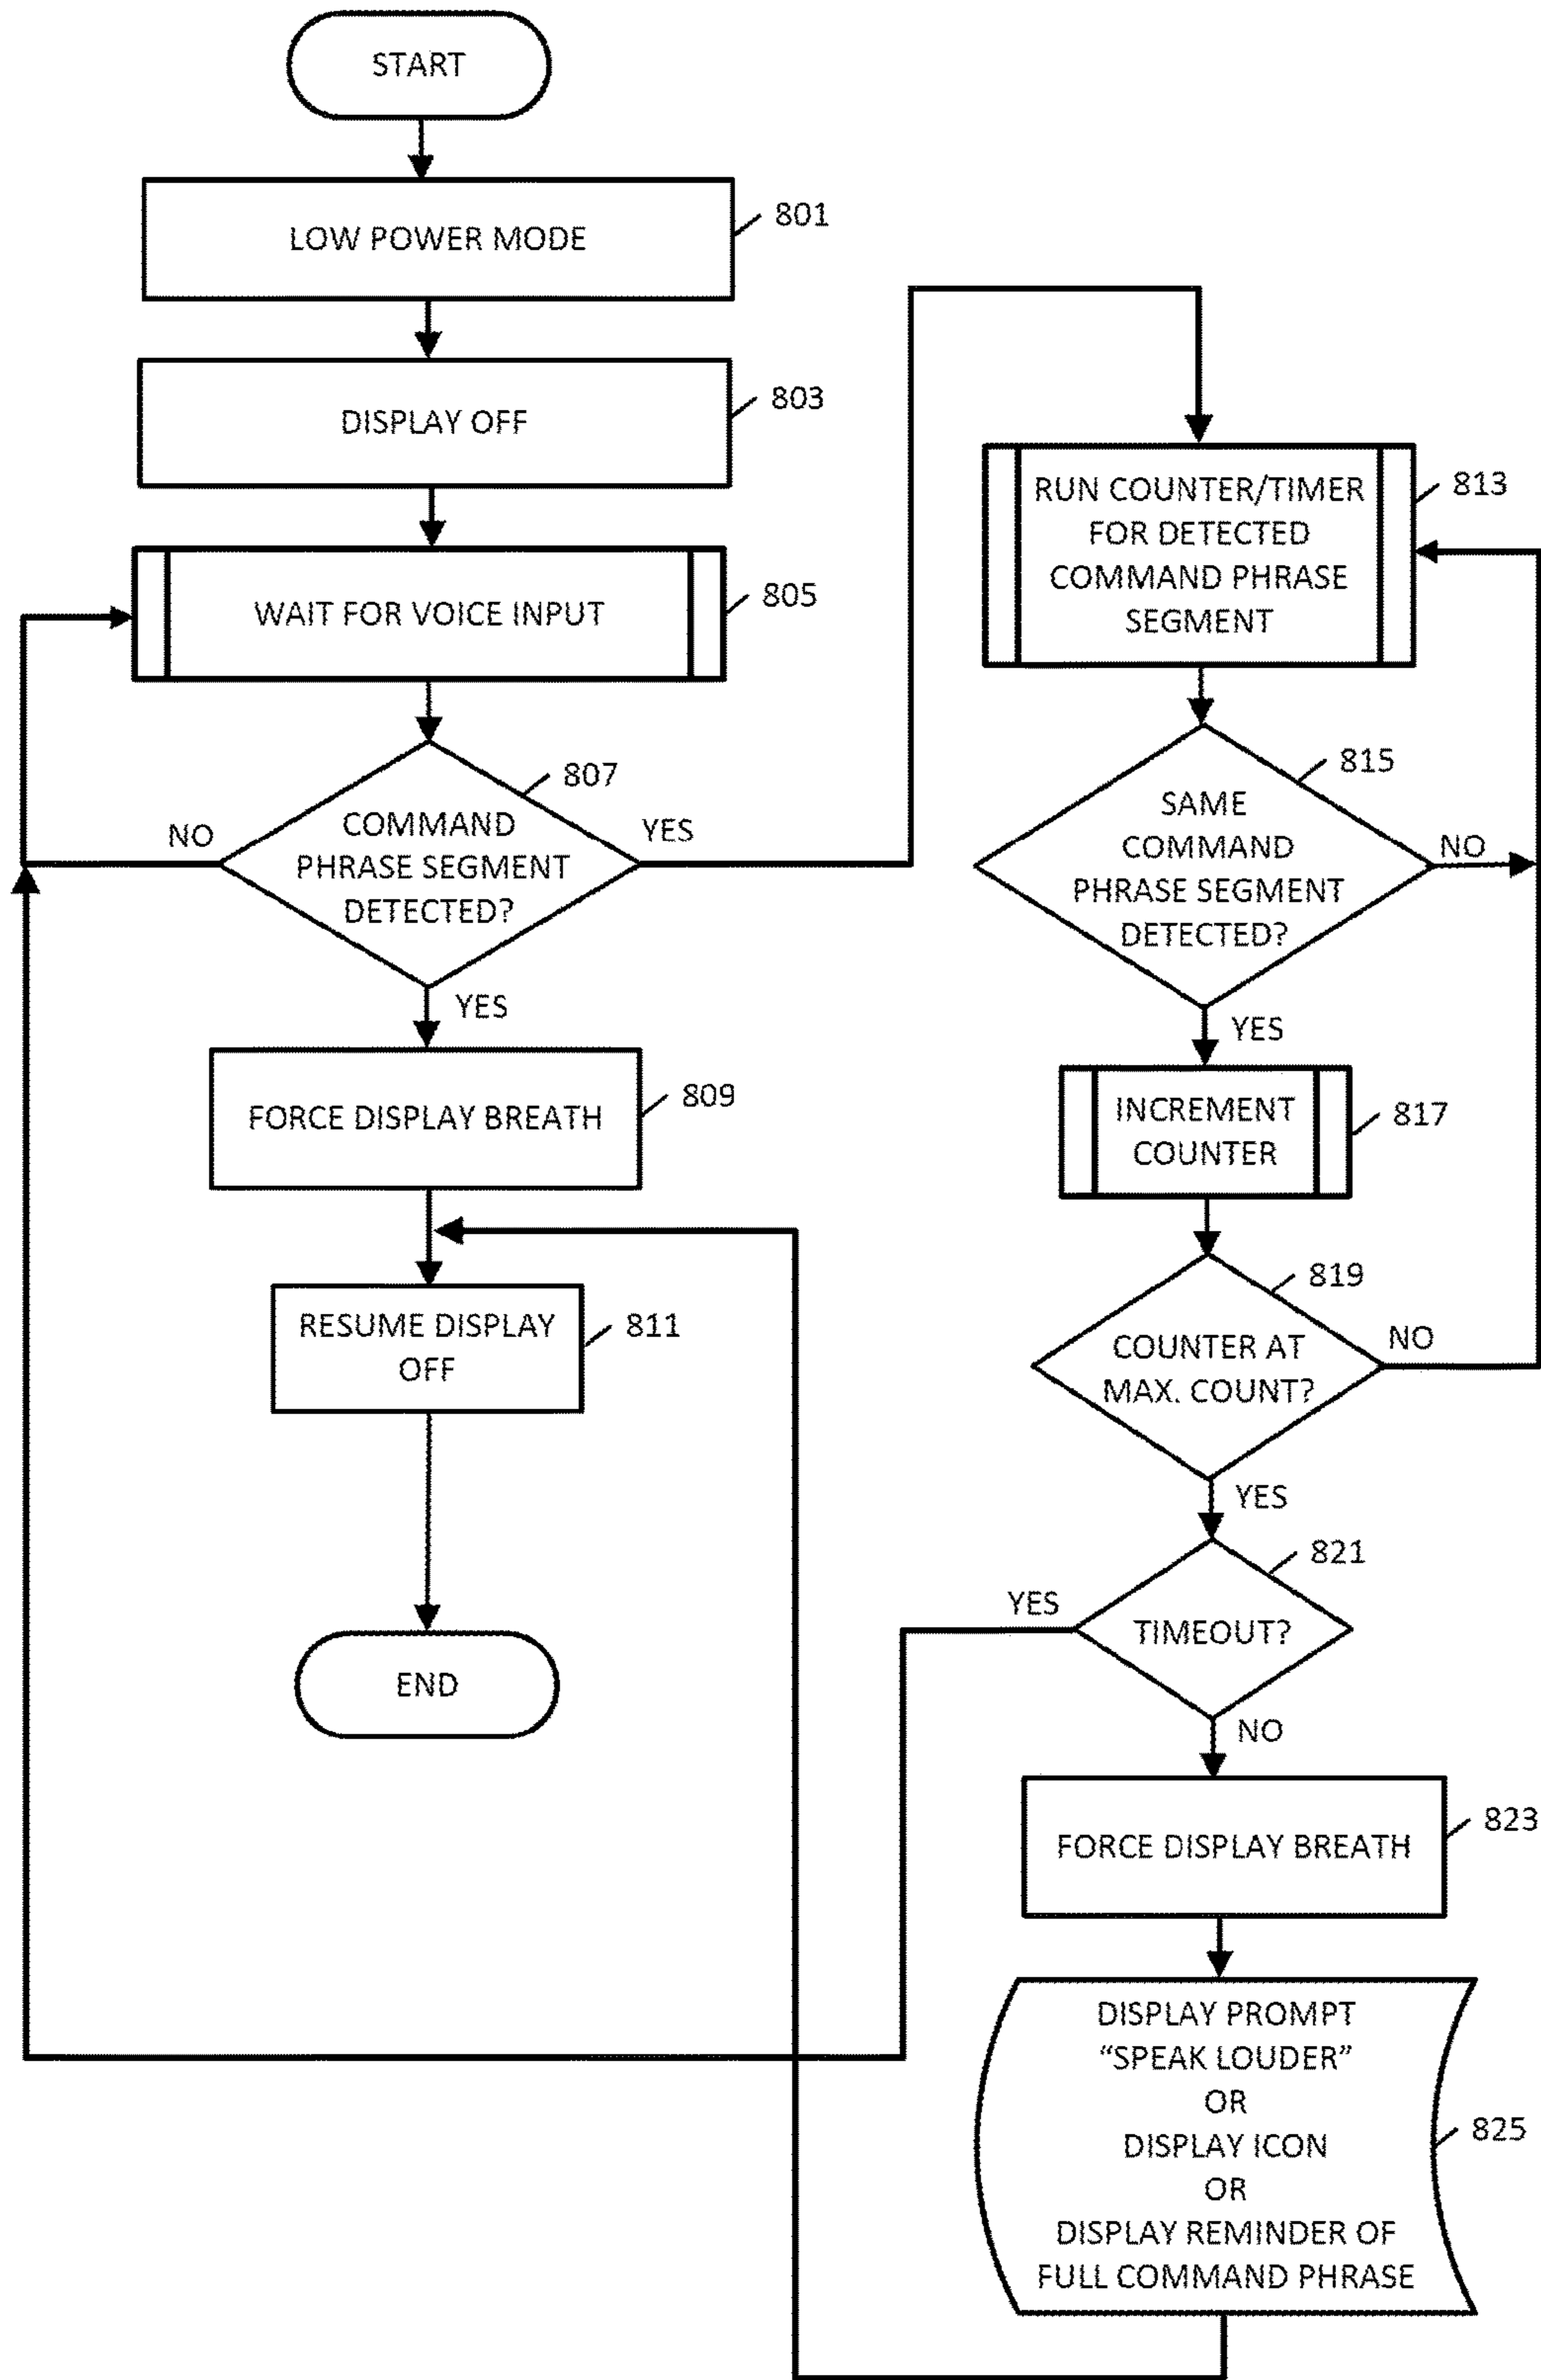 START
LOW POWER MODE
801
DISPLAY OFF
803
WAIT FOR VOICE INPUT
805
807
COMMAND
PHRASE SEGMENT
DETECTED?
NO
YES
YES
FORCE DISPLAY BREATH
809
RESUME DISPLAY
OFF
811
END
RUN COUNTER/TIMER
FOR DETECTED
COMMAND PHRASE
SEGMENT
813
815
SAME
COMMAND
PHRASE SEGMENT
DETECTED?
NO
YES
INCREMENT
COUNTER
817
819
COUNTER AT
MAX. COUNT?
NO
YES
821
TIMEOUT?
YES
NO
FORCE DISPLAY BREATH
823
DISPLAY PROMPT
“SPEAK LOUDER”
OR
DISPLAY ICON
OR
DISPLAY REMINDER OF
FULL COMMAND PHRASE
825